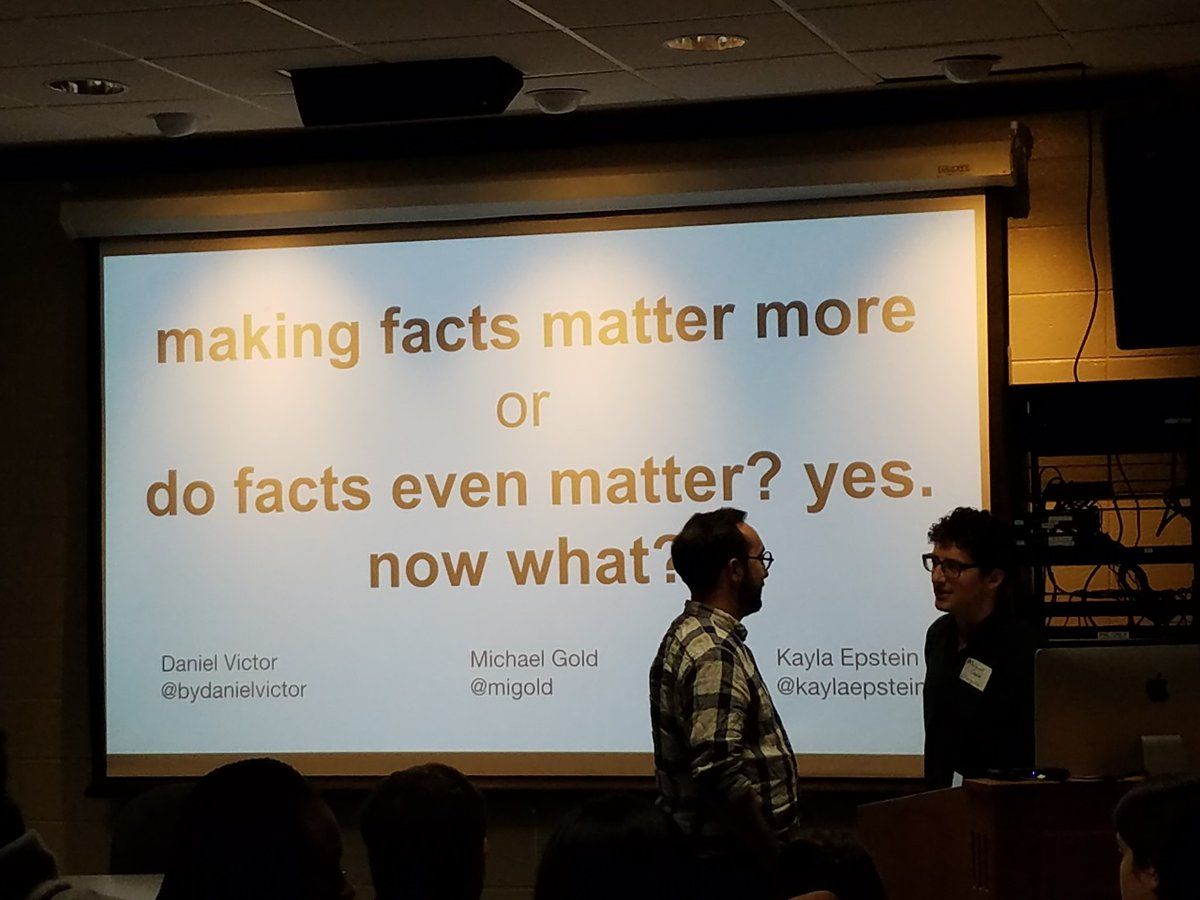 making facts matter more
or
do facts even matter? yes.
now what?
Daniel Victor
@bydanielvictor
Michael Gold
@migold
Kayla Epstein
@kaylaepstein